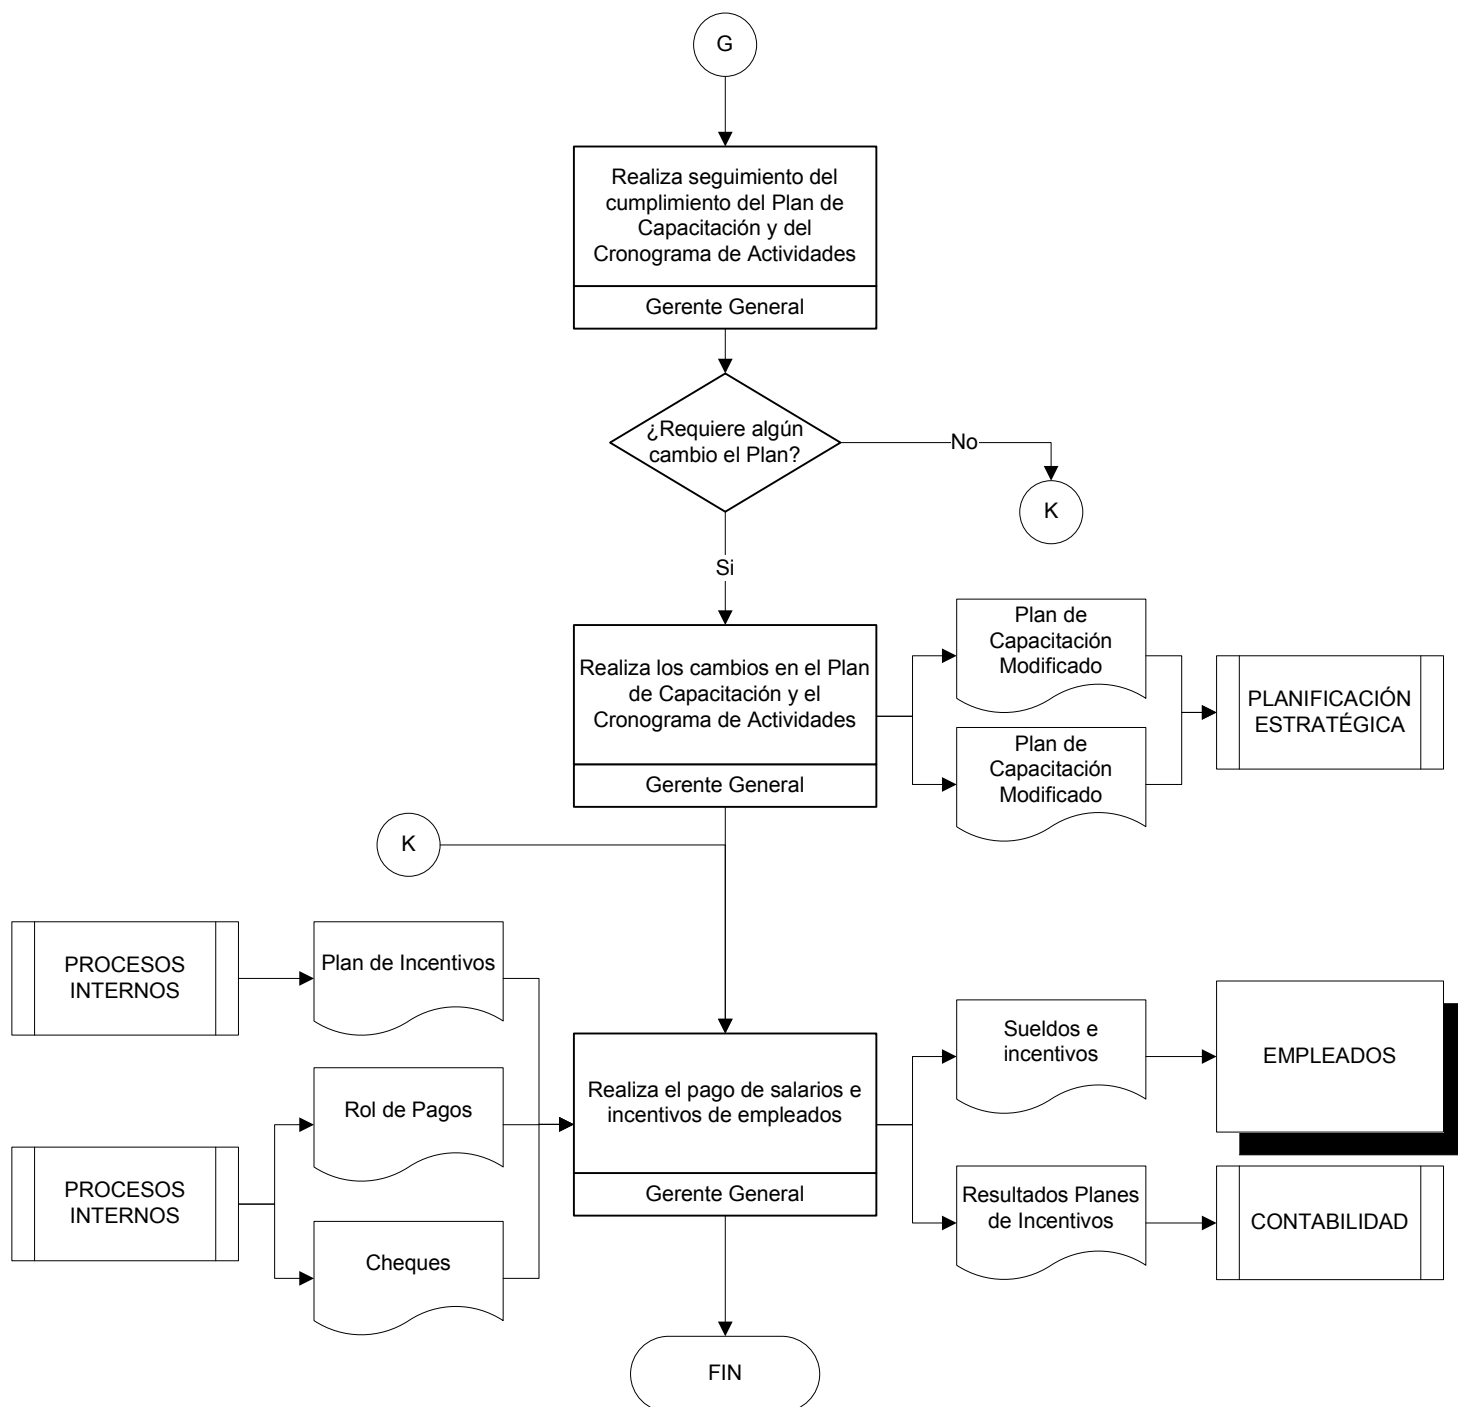 G
Realiza seguimiento del
cumplimiento del Plan de
Capacitación y del
Cronograma de Actividades
Gerente General
¿Requiere algún
cambio el Plan?
No
K
Si
Realiza los cambios en el Plan
de Capacitación y el
Cronograma de Actividades
Gerente General
Plan de
Capacitación
Modificado
Plan de
Capacitación
Modificado
PLANIFICACIÓN
ESTRATÉGICA
K
PROCESOS
INTERNOS
Plan de Incentivos
PROCESOS
INTERNOS
Rol de Pagos
Cheques
Realiza el pago de salarios e
incentivos de empleados
Gerente General
Sueldos e
incentivos
EMPLEADOS
Resultados Planes
de Incentivos
CONTABILIDAD
FIN